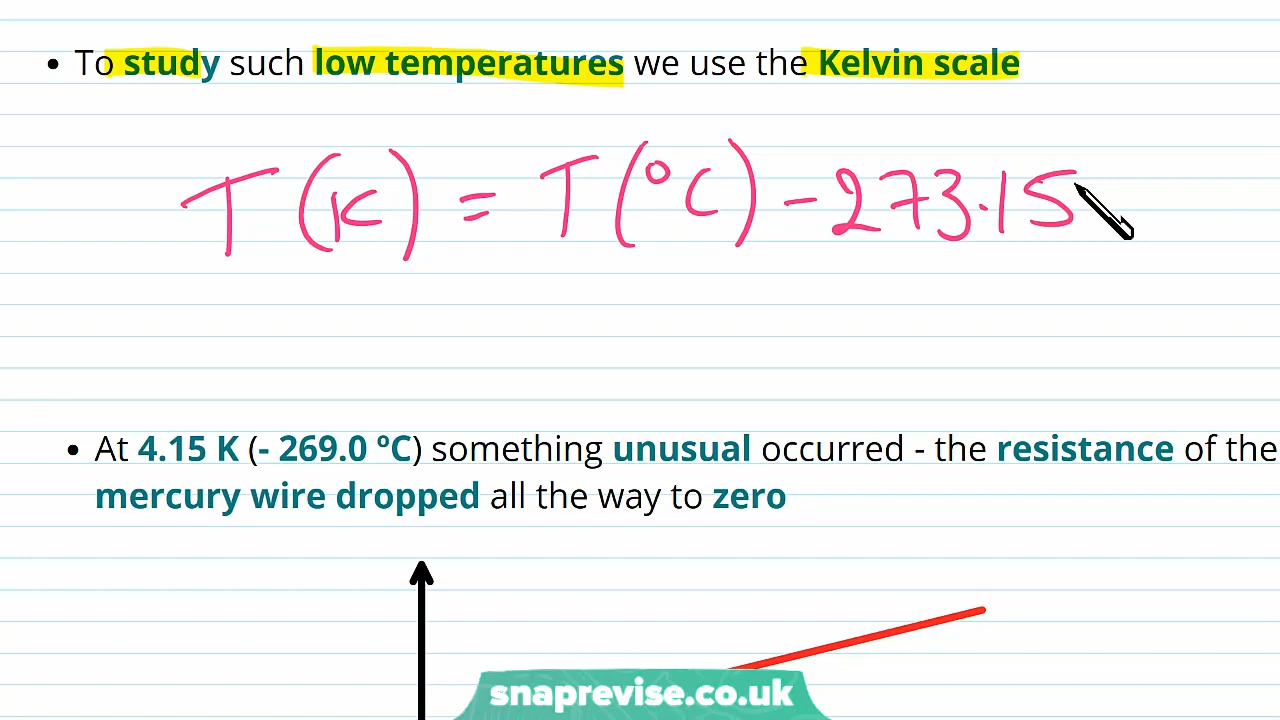 • To study such low temperatures we use the Kelvin scale
T (K) = T (°C) - 273.15
• At 4.15 K (- 269.0 ºC) something unusual occurred - the resistance of the
mercury wire dropped all the way to zero
snaprevise.co.uk